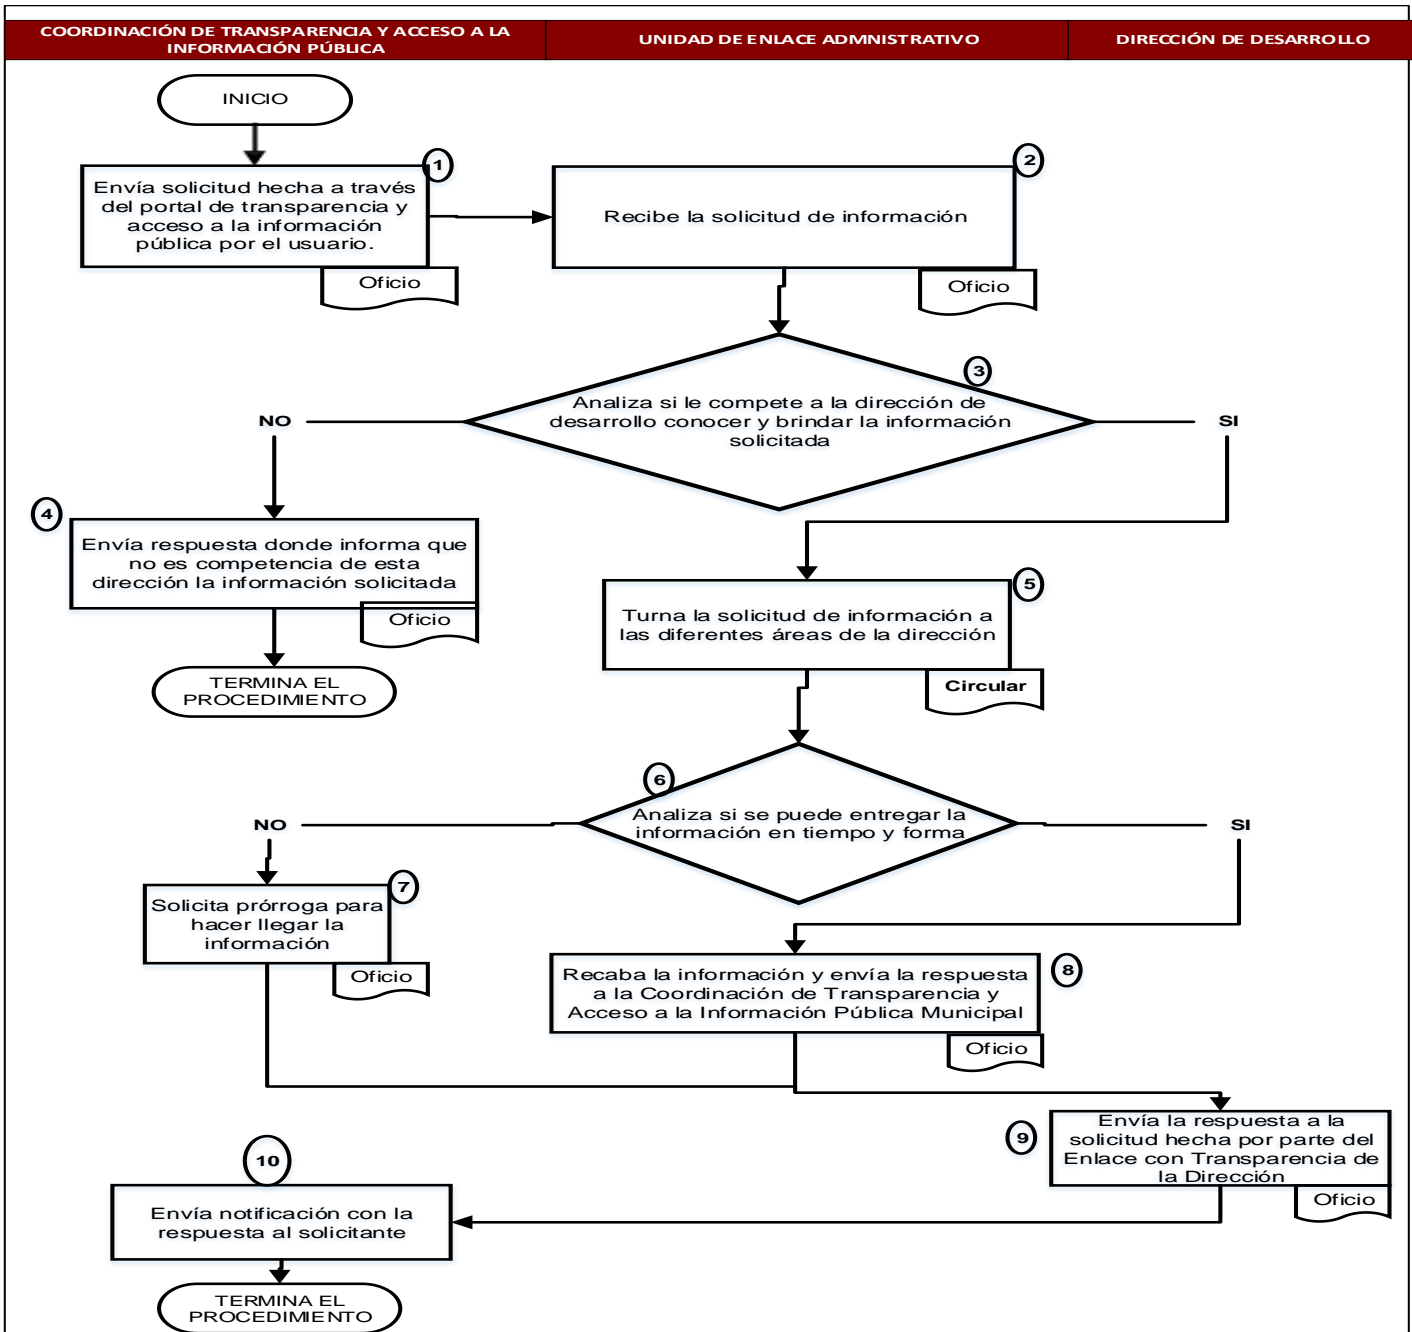 COORDINACIÓN DE TRANSPARENCIA Y ACCESO A LA
INFORMACIÓN PÚBLICA
UNIDAD DE ENLACE ADMNISTRATIVO
DIRECCIÓN DE DESARROLLO
INICIO
1
Envía solicitud hecha a través
del portal de transparencia y
acceso a la información
pública por el usuario.
Oficio
2
Recibe la solicitud de información
Oficio
3
Analiza si le compete a la dirección de
desarrollo conocer y brindar la información
solicitada
NO
SI
4
Envía respuesta donde informa que
no es competencia de esta
dirección la información solicitada
Oficio
TERMINA EL
PROCEDIMIENTO
5
Turna la solicitud de información a
las diferentes áreas de la dirección
Circular
6
Analiza si se puede entregar la
información en tiempo y forma
NO
SI
7
Solicita prórroga para
hacer llegar la
información
Oficio
8
Recaba la información y envía la respuesta
a la Coordinación de Transparencia y
Acceso a la Información Pública Municipal
Oficio
9
Envía la respuesta a la
solicitud hecha por parte del
Enlace con Transparencia de
la Dirección
Oficio
10
Envía notificación con la
respuesta al solicitante
TERMINA EL
PROCEDIMIENTO